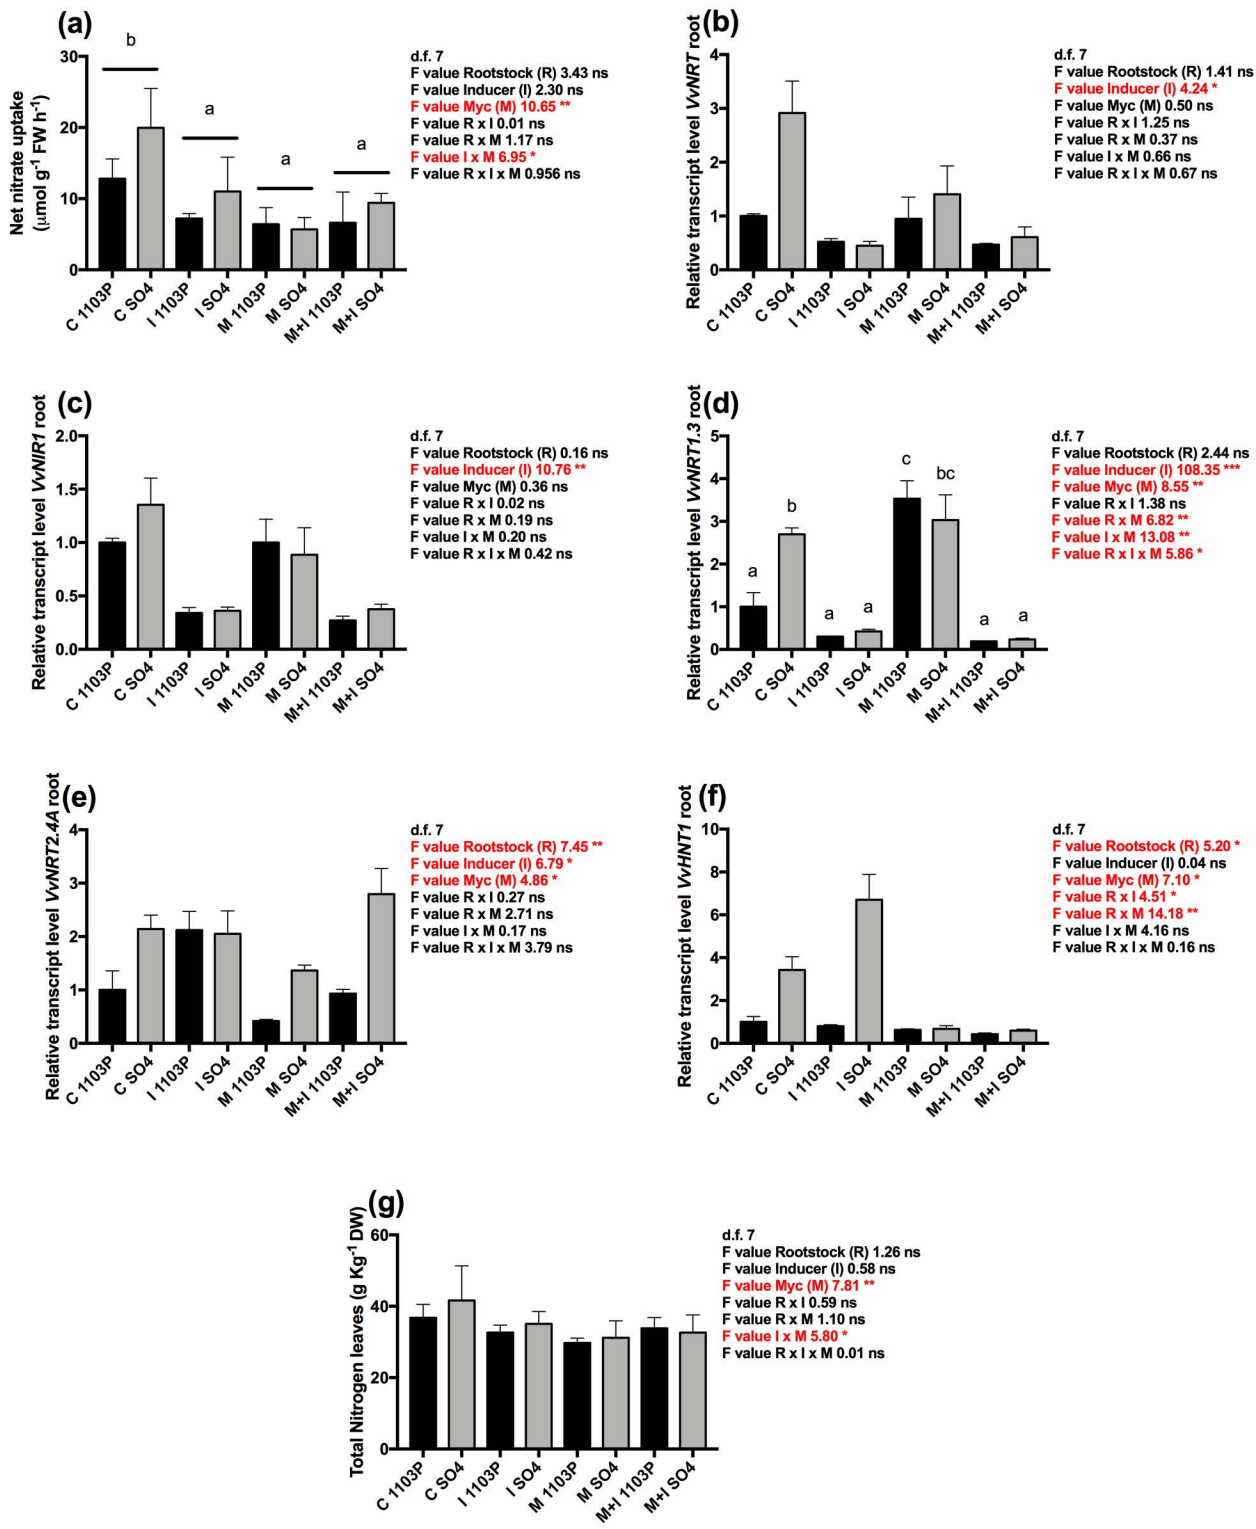 (a)
Net nitrate uptake
(μmol g⁻¹ FW h⁻¹)
30
20
10
0
b
a
a
a
C 1103P
C SO4
I 1103P
I SO4
M 1103P
M SO4
M+I 1103P
M+I SO4
d.f. 7
F value Rootstock (R) 3.43 ns
F value Inducer (I) 2.30 ns
F value Myc (M) 10.65 **
F value R x I 0.01 ns
F value R x M 1.17 ns
F value I x M 6.95 *
F value R x I x M 0.956 ns
(b)
Relative transcript level VvNRT root
4
3
2
1
0
C 1103P
C SO4
I 1103P
I SO4
M 1103P
M SO4
M+I 1103P
M+I SO4
d.f. 7
F value Rootstock (R) 1.41 ns
F value Inducer (I) 4.24 *
F value Myc (M) 0.50 ns
F value R x I 1.25 ns
F value R x M 0.37 ns
F value I x M 0.66 ns
F value R x I x M 0.67 ns
(c)
Relative transcript level VvNIR1 root
2.0
1.5
1.0
0.5
0.0
C 1103P
C SO4
I 1103P
I SO4
M 1103P
M SO4
M+I 1103P
M+I SO4
d.f. 7
F value Rootstock (R) 0.16 ns
F value Inducer (I) 10.76 **
F value Myc (M) 0.36 ns
F value R x I 0.02 ns
F value R x M 0.19 ns
F value I x M 0.20 ns
F value R x I x M 0.42 ns
(d)
Relative transcript level VvNRT1.3 root
5
4
3
2
1
0
a
b
a
a
c
bc
a
a
C 1103P
C SO4
I 1103P
I SO4
M 1103P
M SO4
M+I 1103P
M+I SO4
d.f. 7
F value Rootstock (R) 2.44 ns
F value Inducer (I) 108.35 ***
F value Myc (M) 8.55 **
F value R x I 1.38 ns
F value R x M 6.82 **
F value I x M 13.08 **
F value R x I x M 5.86 *
(e)
Relative transcript level VvNRT2.4A root
4
3
2
1
0
C 1103P
C SO4
I 1103P
I SO4
M 1103P
M SO4
M+I 1103P
M+I SO4
d.f. 7
F value Rootstock (R) 7.45 **
F value Inducer (I) 6.79 *
F value Myc (M) 4.86 *
F value R x I 0.27 ns
F value R x M 2.71 ns
F value I x M 0.17 ns
F value R x I x M 3.79 ns
(f)
Relative transcript level VvHNT1 root
10
8
6
4
2
0
C 1103P
C SO4
I 1103P
I SO4
M 1103P
M SO4
M+I 1103P
M+I SO4
d.f. 7
F value Rootstock (R) 5.20 *
F value Inducer (I) 0.04 ns
F value Myc (M) 7.10 *
F value R x I 4.51 *
F value R x M 14.18 **
F value I x M 4.16 ns
F value R x I x M 0.16 ns
(g)
Total Nitrogen leaves (g Kg⁻¹ DW)
60
40
20
0
C 1103P
C SO4
I 1103P
I SO4
M 1103P
M SO4
M+I 1103P
M+I SO4
d.f. 7
F value Rootstock (R) 1.26 ns
F value Inducer (I) 0.58 ns
F value Myc (M) 7.81 **
F value R x I 0.59 ns
F value R x M 1.10 ns
F value I x M 5.80 *
F value R x I x M 0.01 ns